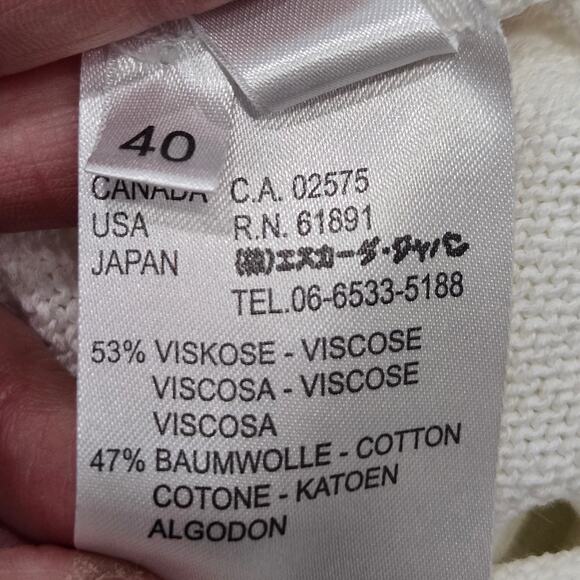 40
CANADA C.A. 02575
USA R.N. 61891
JAPAN (株)エスカーダ・ジャパン
TEL.06-6533-5188
53% VISKOSE - VISCOSE
VISCOSA - VISCOSE
VISCOSA
47% BAUMWOLLE - COTTON
COTONE - KATOEN
ALGODON